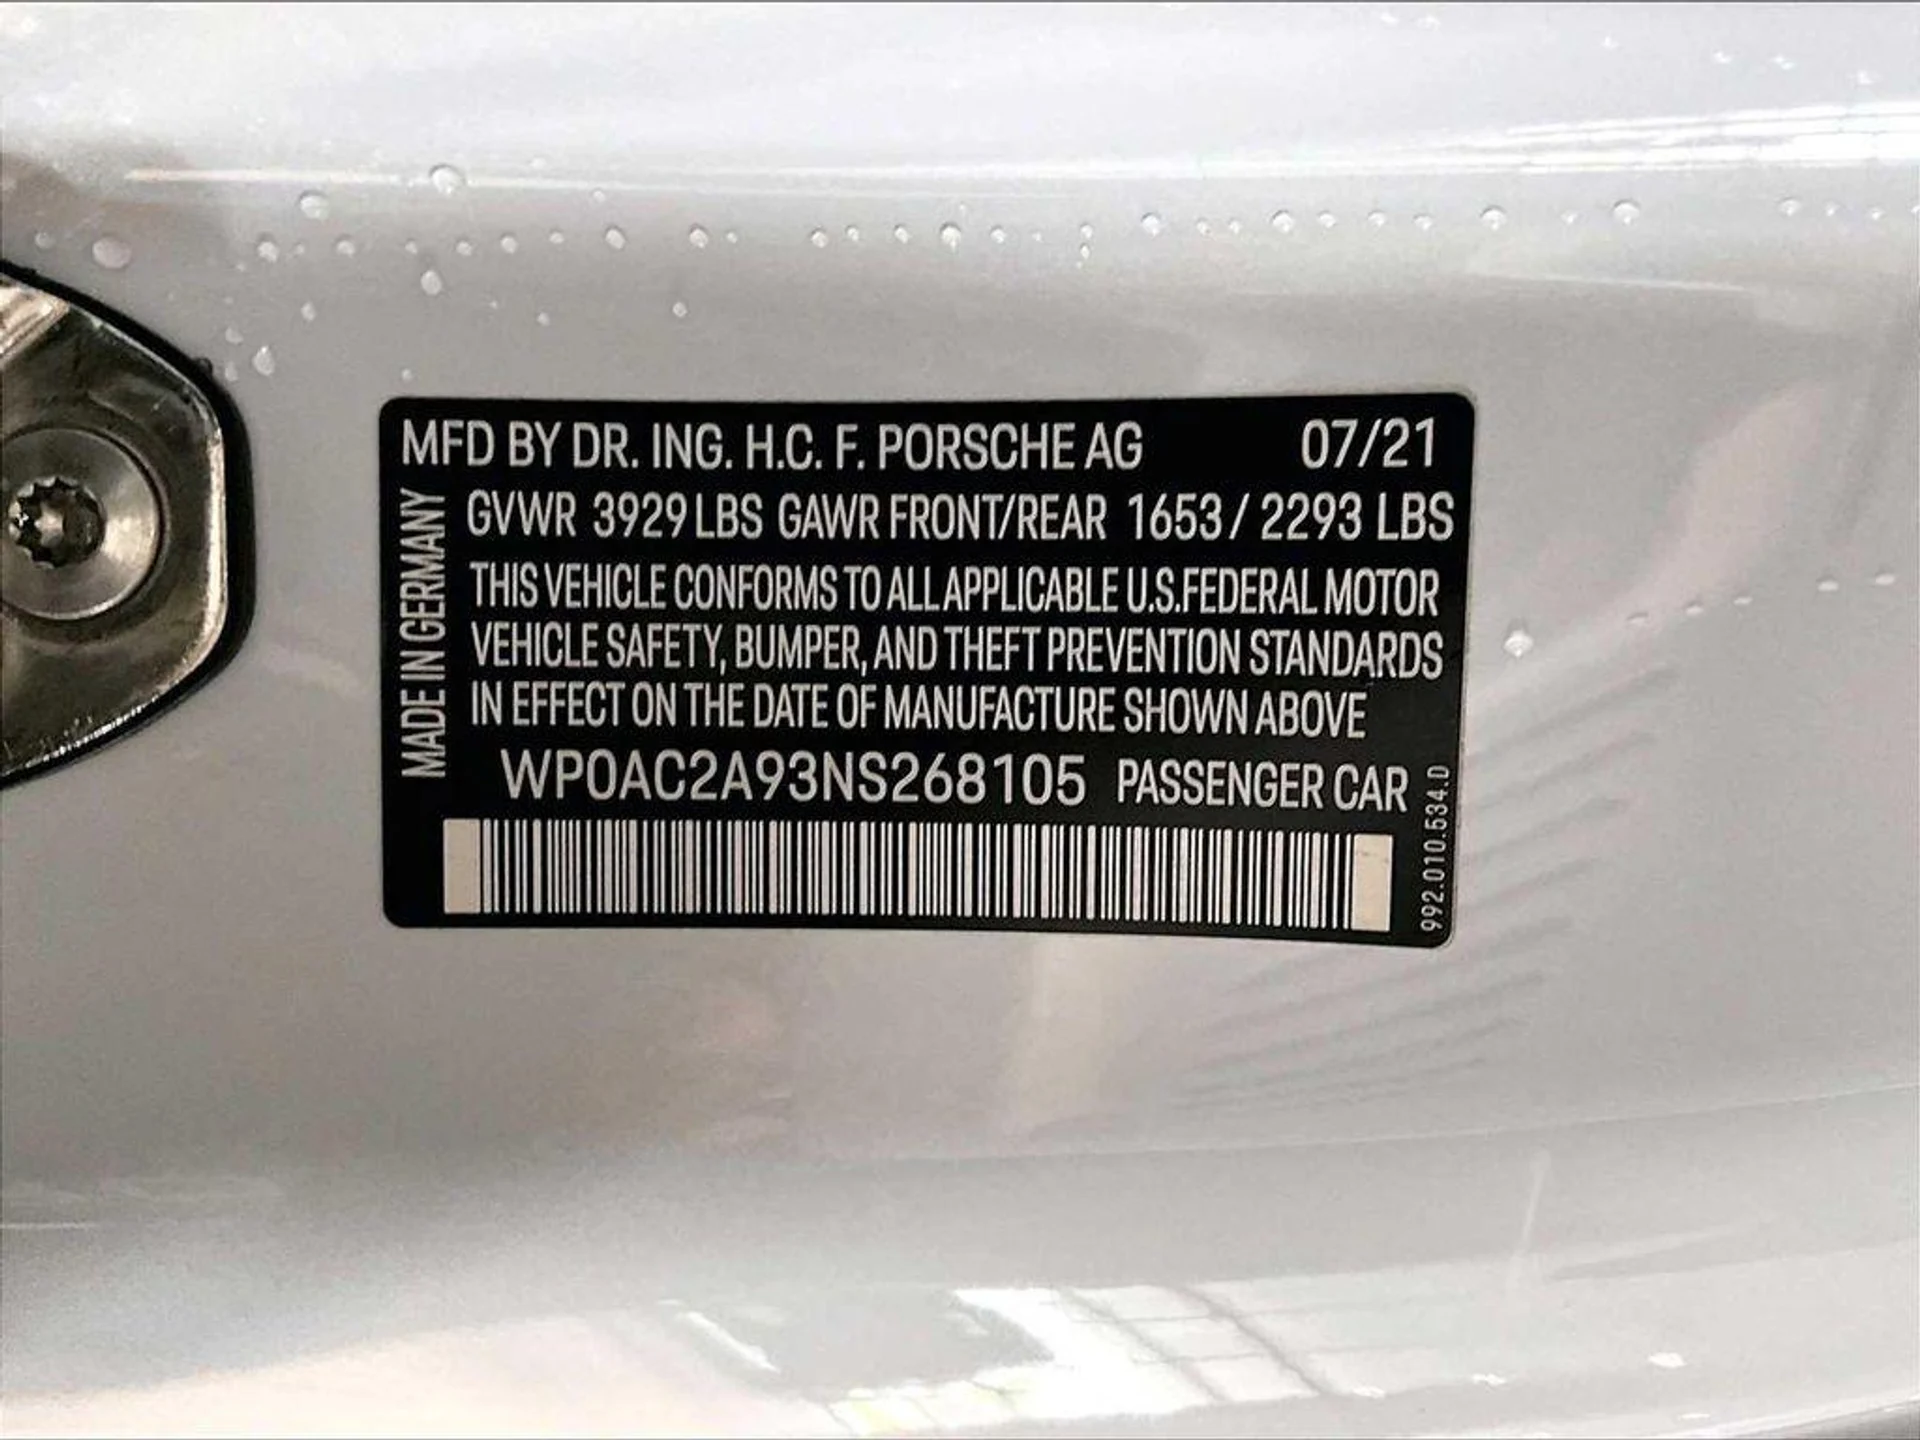 MFD BY DR. ING. H.C. F. PORSCHE AG 07/21
MADE IN GERMANY
GVWR 3929 LBS GAWR FRONT/REAR 1653 / 2293 LBS
THIS VEHICLE CONFORMS TO ALL APPLICABLE U.S.FEDERAL MOTOR
VEHICLE SAFETY, BUMPER, AND THEFT PREVENTION STANDARDS
IN EFFECT ON THE DATE OF MANUFACTURE SHOWN ABOVE
WP0AC2A93NS268105 PASSENGER CAR
992.010.534.D